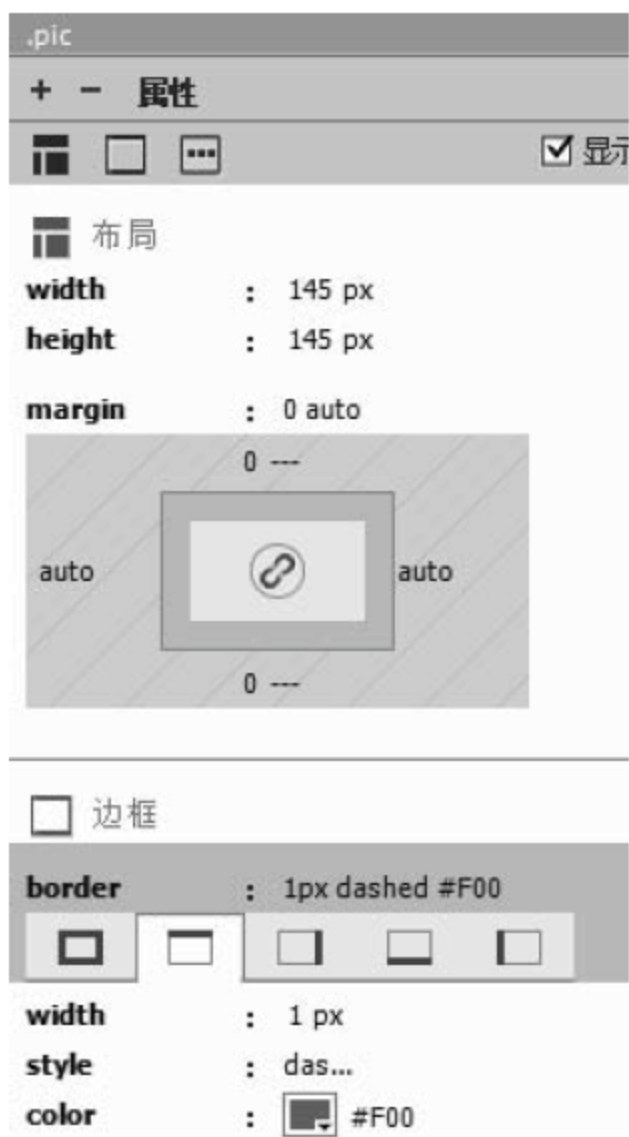 .pic
+ - 属性
显示
布局
width : 145 px
height : 145 px
margin : 0 auto
0 ---
auto auto
0 ---
边框
border : 1px dashed #F00
width : 1 px
style : das...
color : #F00